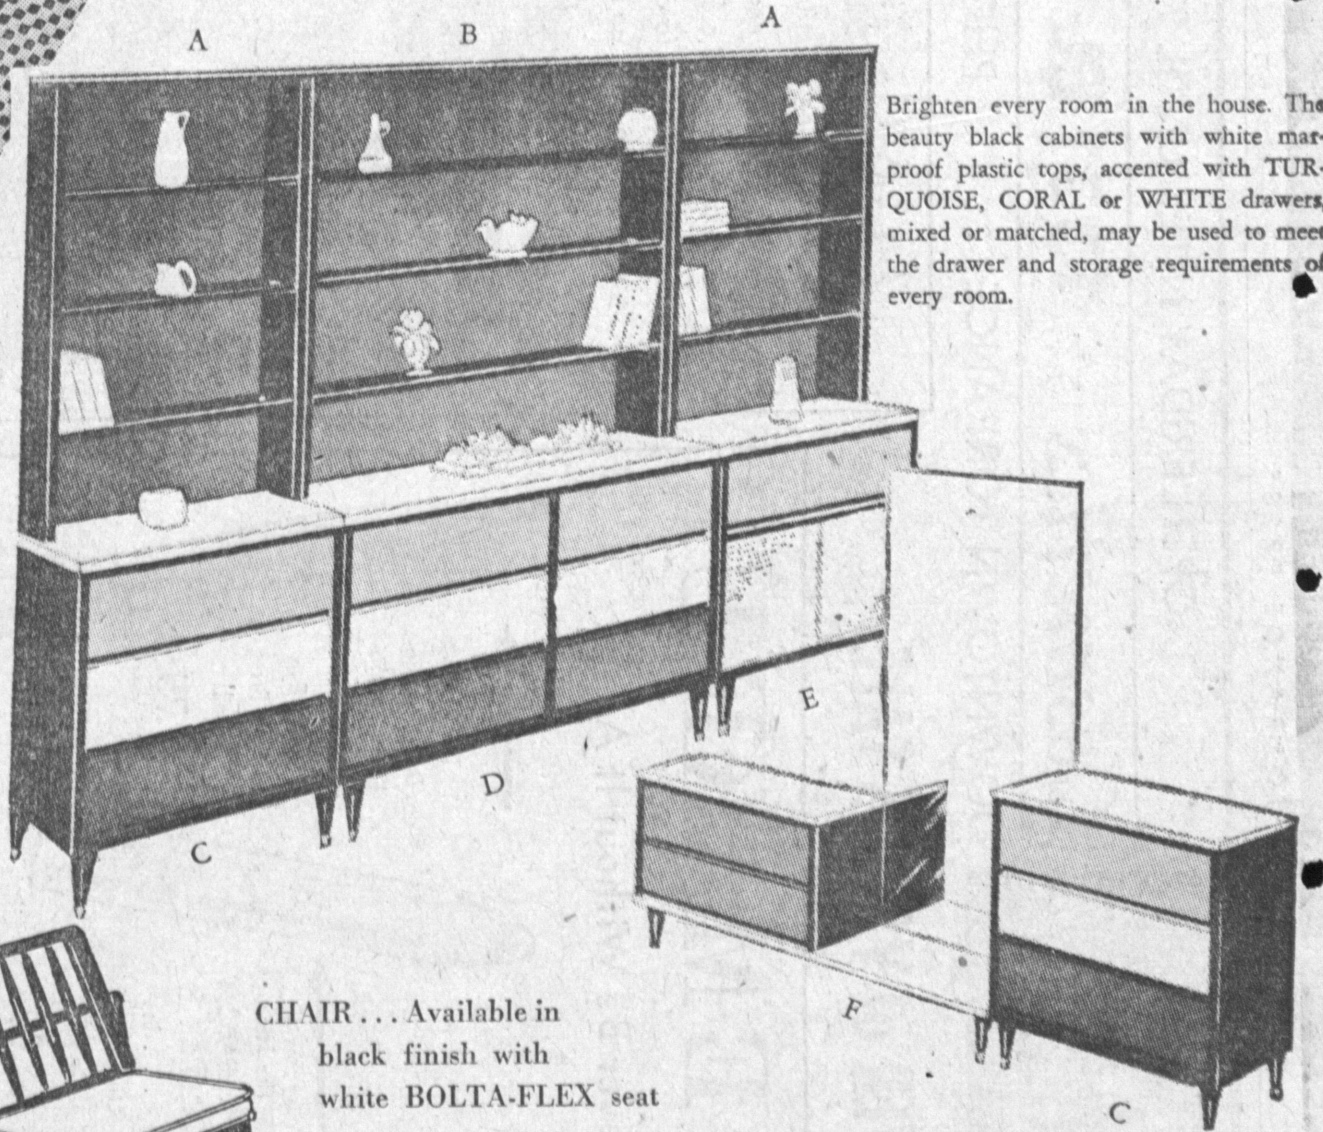 A
B
A
Brighten every room in the house. The
beauty black cabinets with white mar-
proof plastic tops, accented with TUR-
QUOISE, CORAL or WHITE drawers,
mixed or matched, may be used to meet
the drawer and storage requirements of
every room.
E
D
C
F
CHAIR . . . Available in
black finish with
white BOLTA-FLEX seat
C